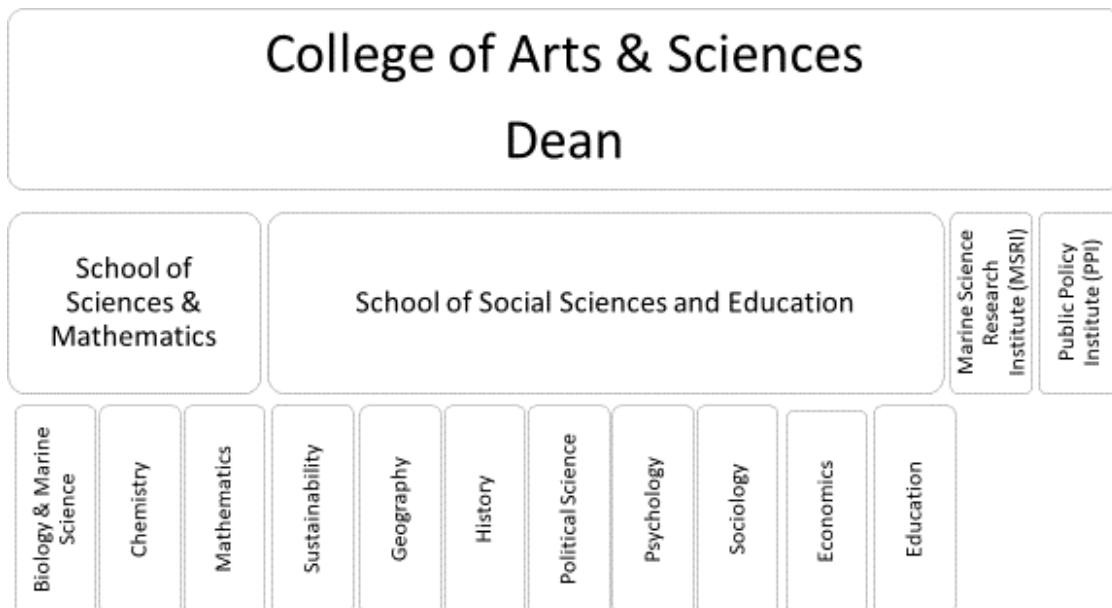 College of Arts & Sciences
Dean
School of
Sciences &
Mathematics
School of Social Sciences and Education
Marine Science
Research
Institute (MSRI)
Public Policy
Institute (PPI)
Biology & Marine
Science
Chemistry
Mathematics
Sustainability
Geography
History
Political Science
Psychology
Sociology
Economics
Education